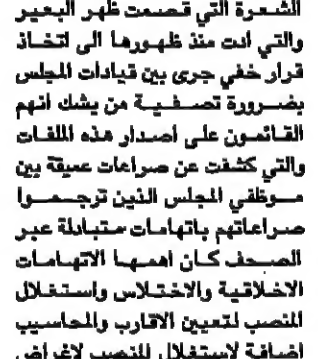 الشعرة التي قصمت ظهر البعير
والتي ادت منذ ظهورها الى اتخاذ
قرار خفي جرى بين قيادات المجلس
بضرورة تصفية من يشك انهم
القائمون على اصدار هذه الملفات
والتي كشفت عن صراعات عميقة بين
موظفي المجلس الذين ترجموا
صراعاتهم باتهامات متبادلة عبر
الصحف كان اهمها الاتهامات
الاخلاقية والاختلاس واستغلال
المنصب لتعيين الاقارب والمحاسيب
اضافة لاستغلال المنصب لاغراض